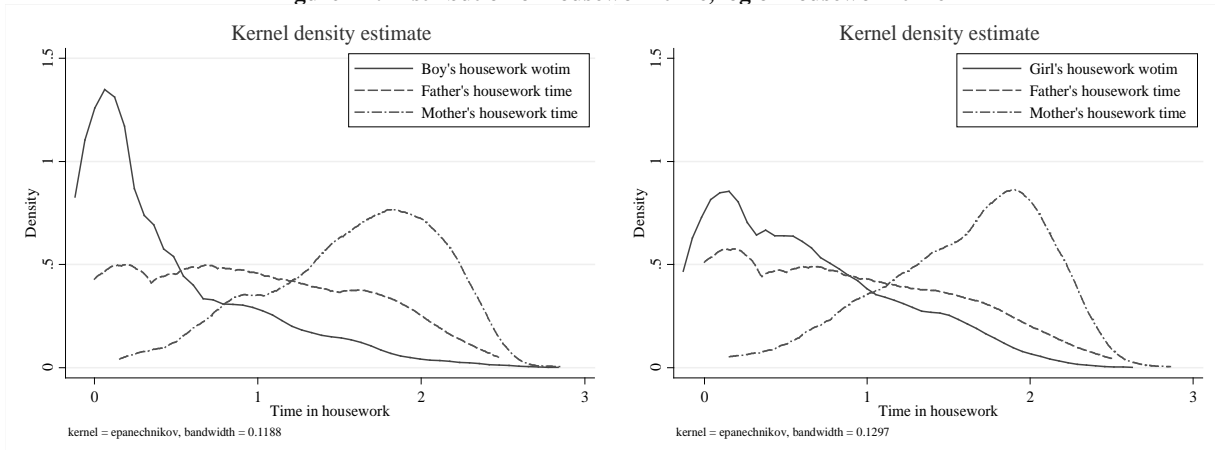 Kernel density estimate
1.5
1
.5
0
Density
Boy's housework wotim
Father's housework time
Mother's housework time
0 1 2 3
Time in housework
kernel = epanechnikov, bandwidth = 0.1188
Kernel density estimate
1.5
1
.5
0
Density
Girl's housework wotim
Father's housework time
Mother's housework time
0 1 2 3
Time in housework
kernel = epanechnikov, bandwidth = 0.1297